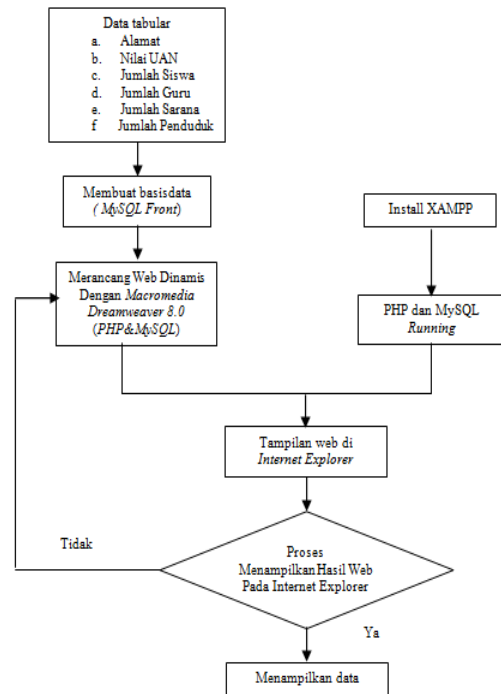 Data tabular
a. Alamat
b. Nilai UAN
c. Jumlah Siswa
d. Jumlah Guru
e. Jumlah Sarana
f Jumlah Penduduk
Membuat basisdata
( MySQL Front)
Install XAMPP
Merancang Web Dinamis
Dengan Macromedia
Dreamweaver 8.0
(PHP&MySQL)
PHP dan MySQL
Running
Tampilan web di
Internet Explorer
Tidak
Proses
Menampilkan Hasil Web
Pada Internet Explorer
Ya
Menampilkan data